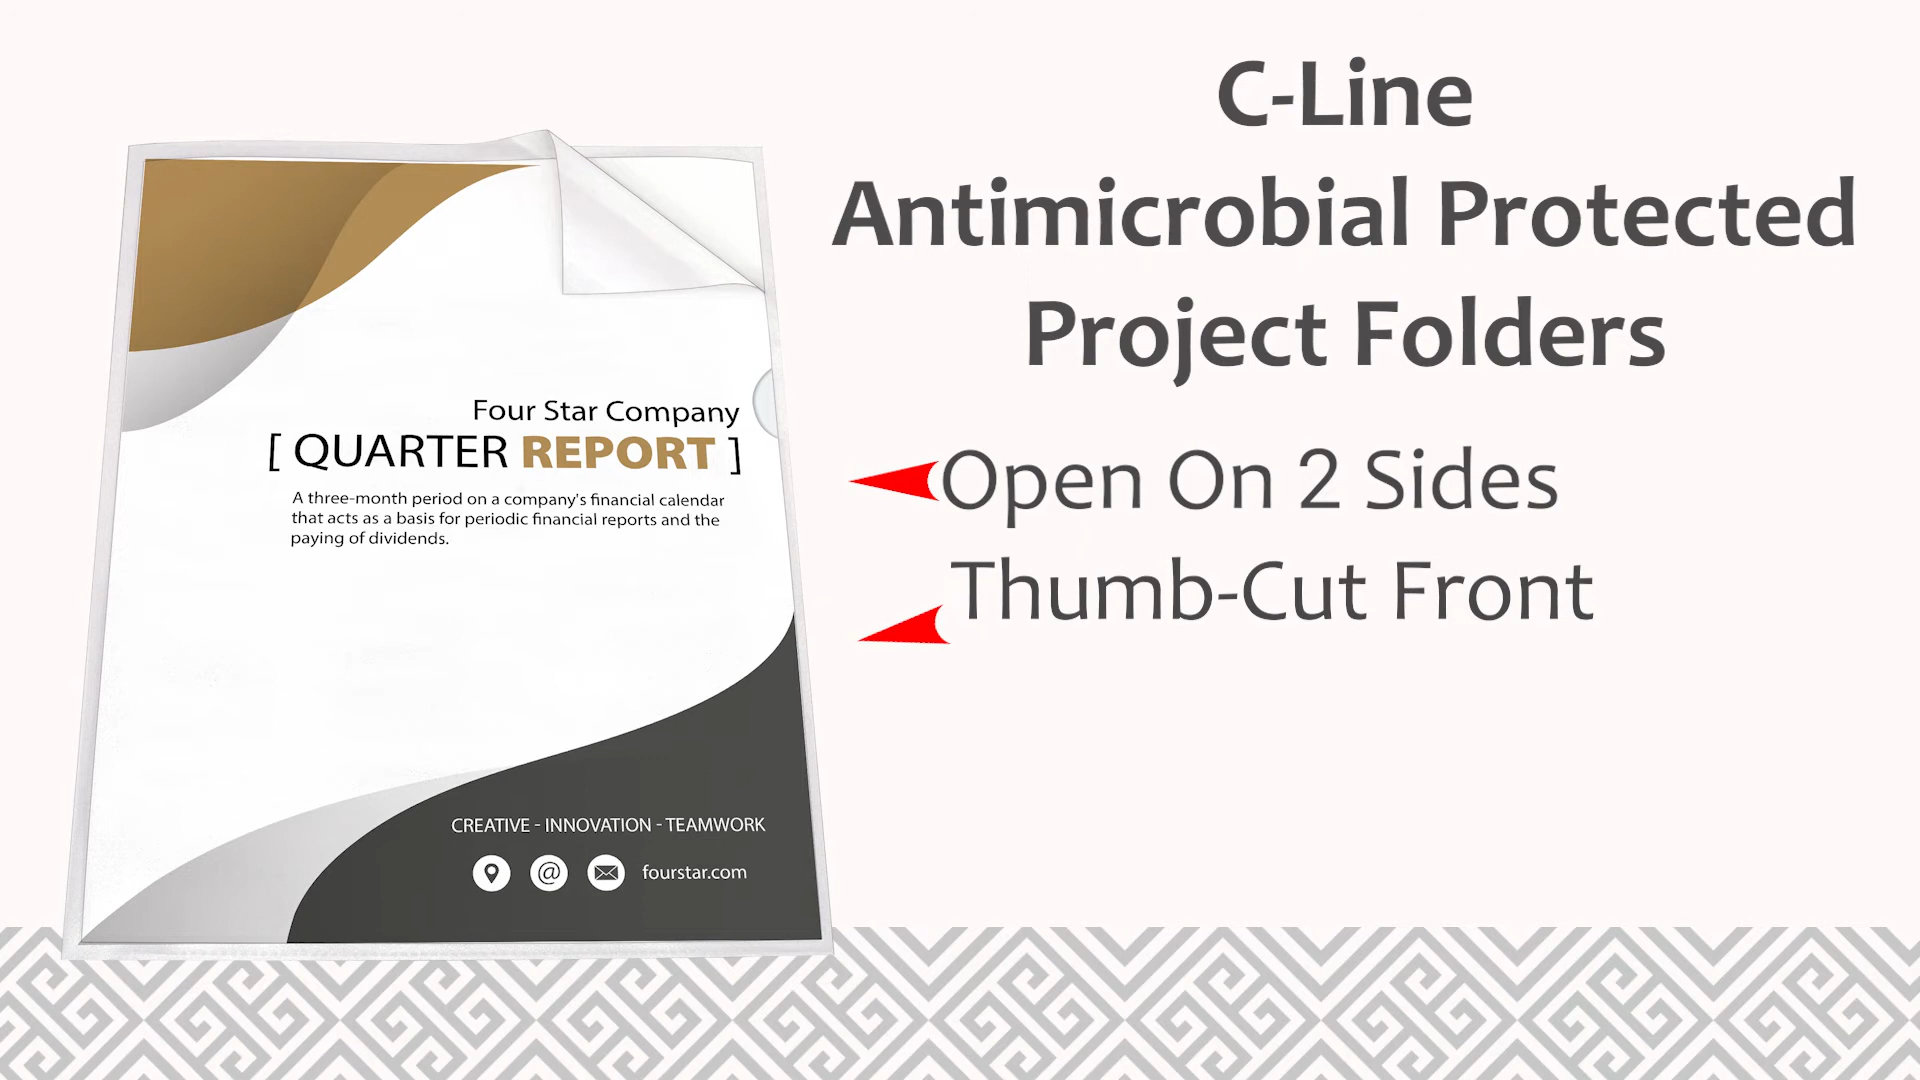 C-Line
Antimicrobial Protected
Project Folders
Open On 2 Sides
Thumb-Cut Front
Four Star Company
[ QUARTER REPORT ]
A three-month period on a company's financial calendar
that acts as a basis for periodic financial reports and the
paying of dividends.
CREATIVE - INNOVATION - TEAMWORK
@ fourstar.com